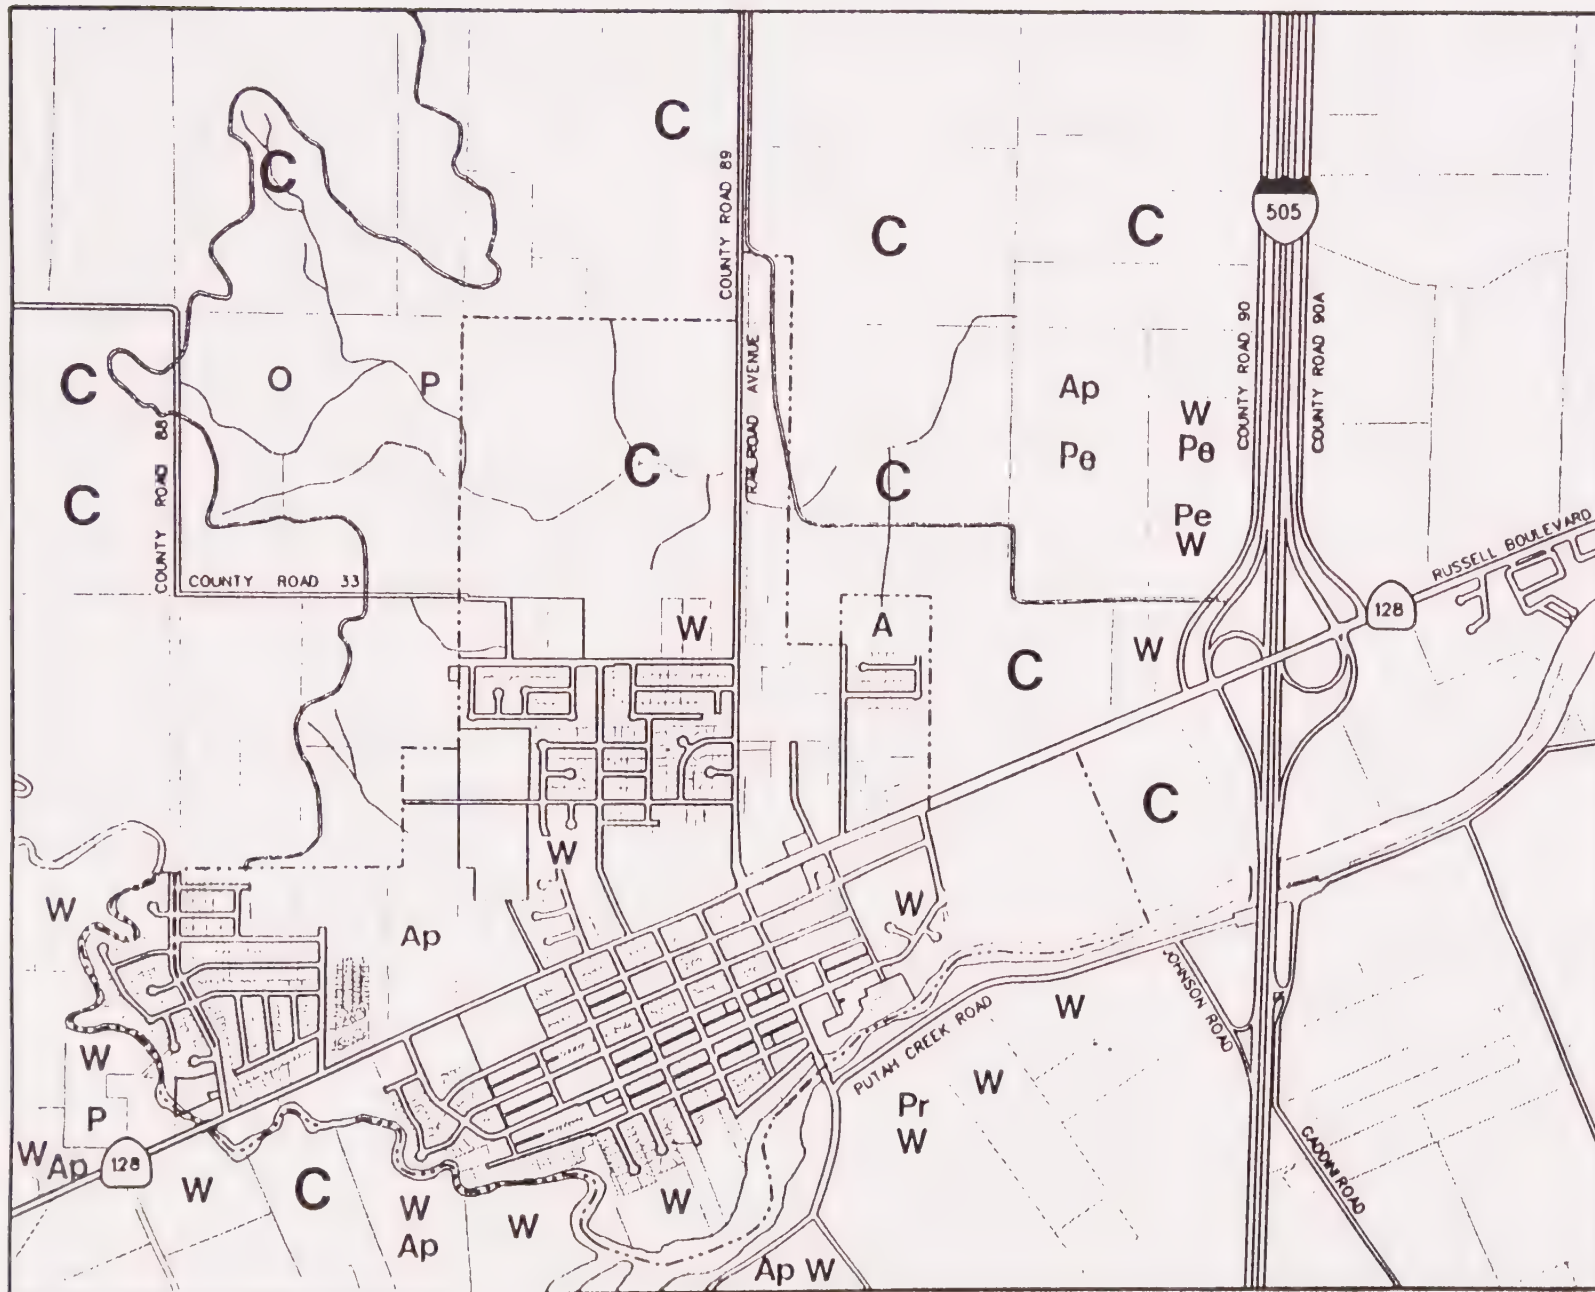 C
C
COUNTY ROAD 89
C
C
505
COUNTY ROAD 90
COUNTY ROAD 90A
C
O
P
RAILROAD AVENUE
Ap
W
Pe
Pe
C
C
C
COUNTY ROAD 88
Pe
W
RUSSELL BOULEVARD
COUNTY ROAD 33
128
W
A
C
W
C
W
W
W
Ap
JOHNSON ROAD
W
PUTAH CREEK ROAD
W
W
Pr
W
P
W
Ap
128
W
C
W
Ap
W
W
GADDINI ROAD
Ap W